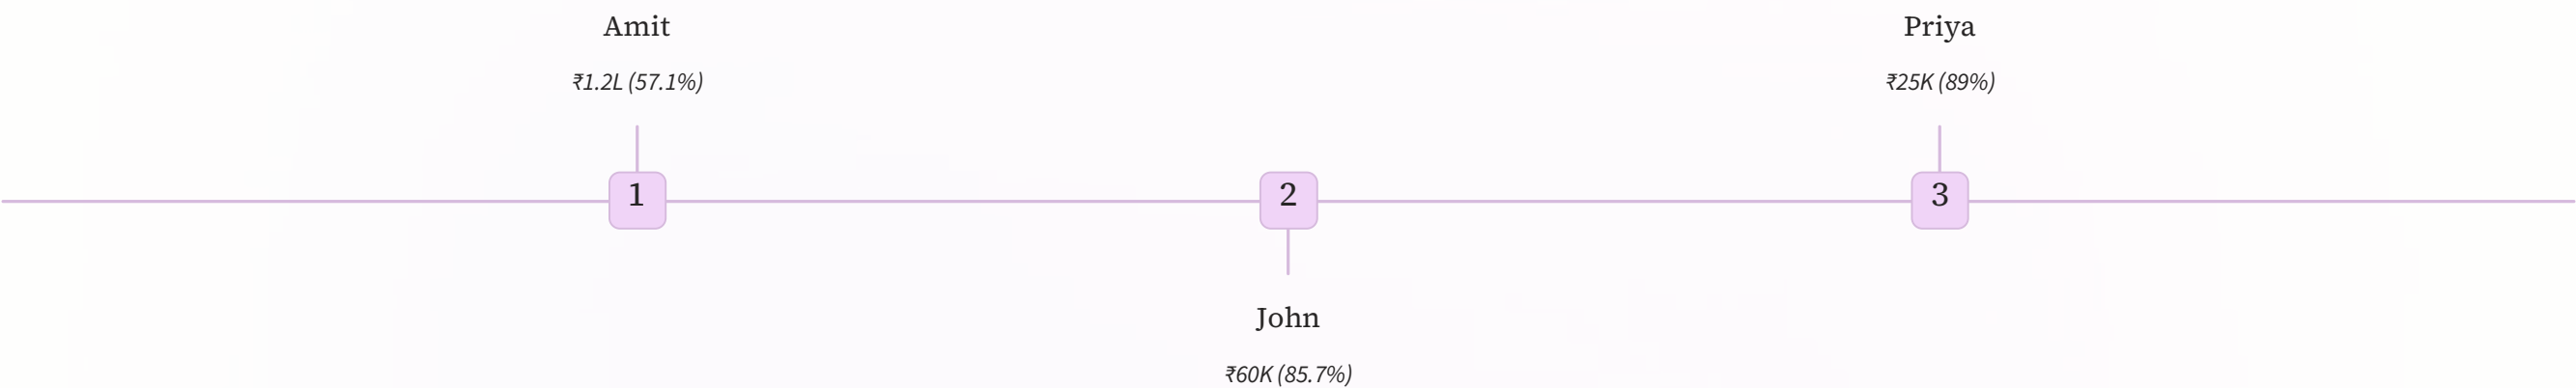 Amit
₹1.2L (57.1%)
Priya
₹25K (89%)
1
2
3
John
₹60K (85.7%)